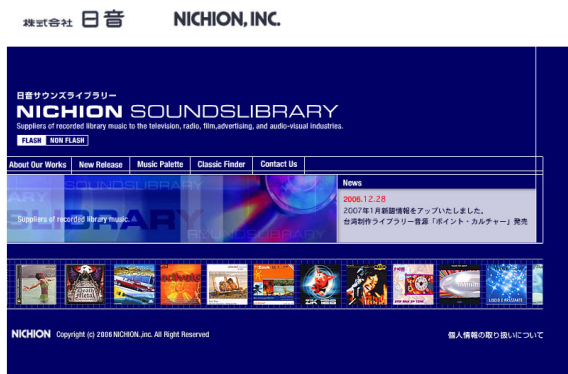 株式会社 日音 NICHION, INC.
日音サウンズライブラリー
NICHION SOUNDSLIBRARY
Suppliers of recorded library music to the television, radio, film,advertising, and audio-visual industries.
FLASH NON FLASH
About Our Works New Release Music Palette Classic Finder Contact Us
SOUNDSLIBRARY
ARY
Suppliers of recorded library music.
LIBRARY
News
2006.12.28
2007年1月新譜情報をアップいたしました。
台湾制作ライブラリー音源「ポイント・カルチャー」発売
Metal
NICHION Copyright (c) 2006 NICHION.,inc. All Right Reserved
個人情報の取り扱いについて